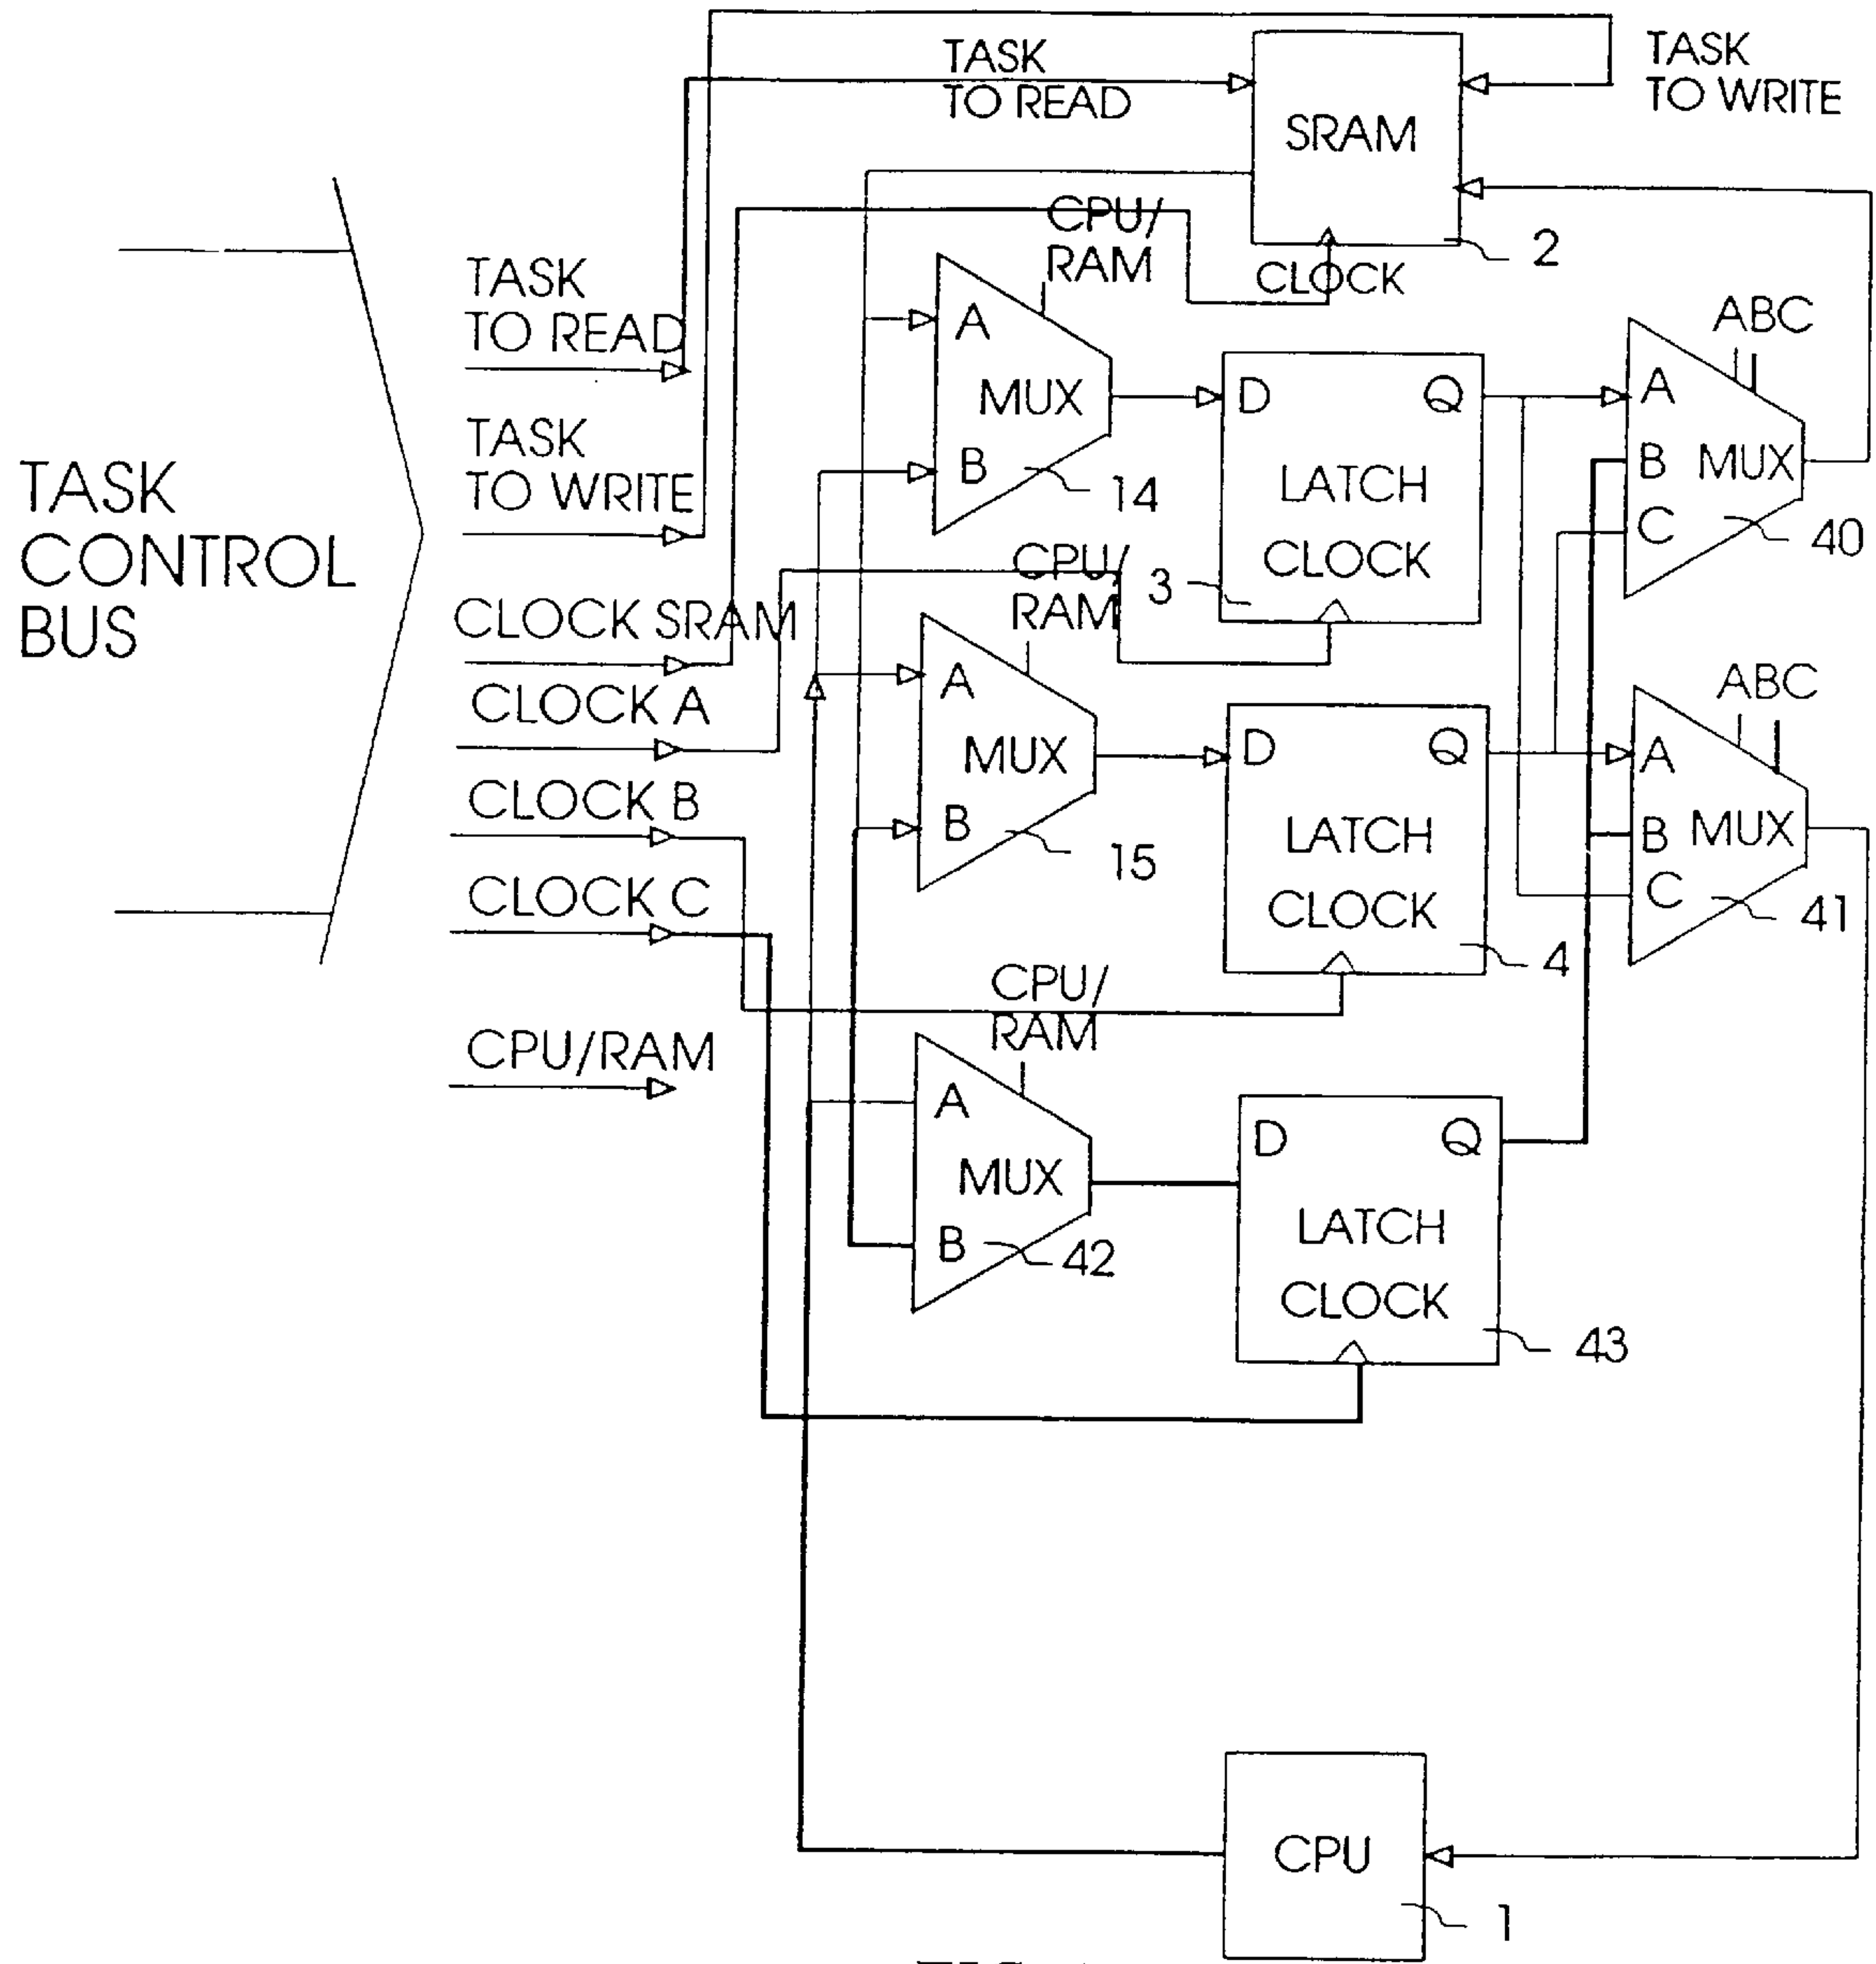 TASK
TO WRITE
TASK
TO READ
SRAM
CLOCK
2
CPU/
RAM
TASK
TO READ
TASK
TO WRITE
CLOCK SRAM
CLOCK A
CLOCK B
CLOCK C
CPU/RAM
TASK
CONTROL
BUS
A
MUX
B
14
D
Q
LATCH
CLOCK
3
ABC
A
B
MUX
C
40
CPU/
RAM
A
MUX
B
15
D
Q
LATCH
CLOCK
4
ABC
A
B
MUX
C
41
CPU/
RAM
A
MUX
B
42
D
Q
LATCH
CLOCK
43
CPU
1